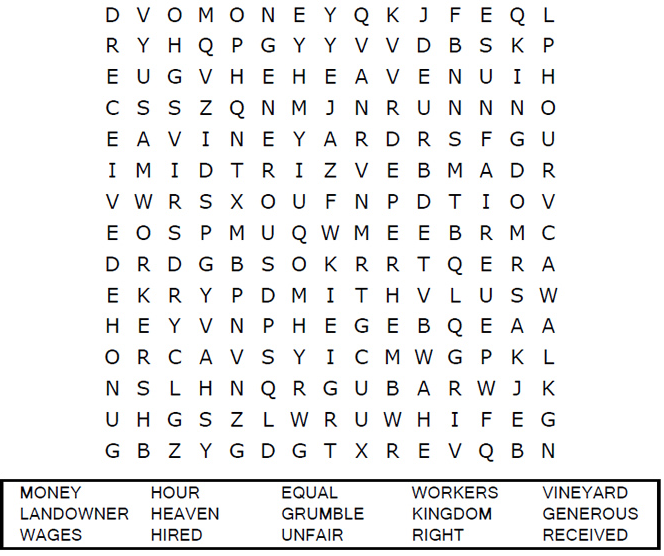 D V O M O N E Y Q K J F E Q L
R Y H Q P G Y Y V V D B S K P
E U G V H E H E A V E N U I H
C S S Z Q N M J N R U N N N O
E A V I N E Y A R D R S F G U
I M I D T R I Z V E B M A D R
V W R S X O U F N P D T I O V
E O S P M U Q W M E E B R M C
D R D G B S O K R R T Q E R A
E K R Y P D M I T H V L U S W
H E Y V N P H E G E B Q E A A
O R C A V S Y I C M W G P K L
N S L H N Q R G U B A R W J K
U H G S Z L W R U W H I F E G
G B Z Y G D G T X R E V Q B N
MONEY HOUR EQUAL WORKERS VINEYARD
LANDOWNER HEAVEN GRUMBLE KINGDOM GENEROUS
WAGES HIRED UNFAIR RIGHT RECEIVED